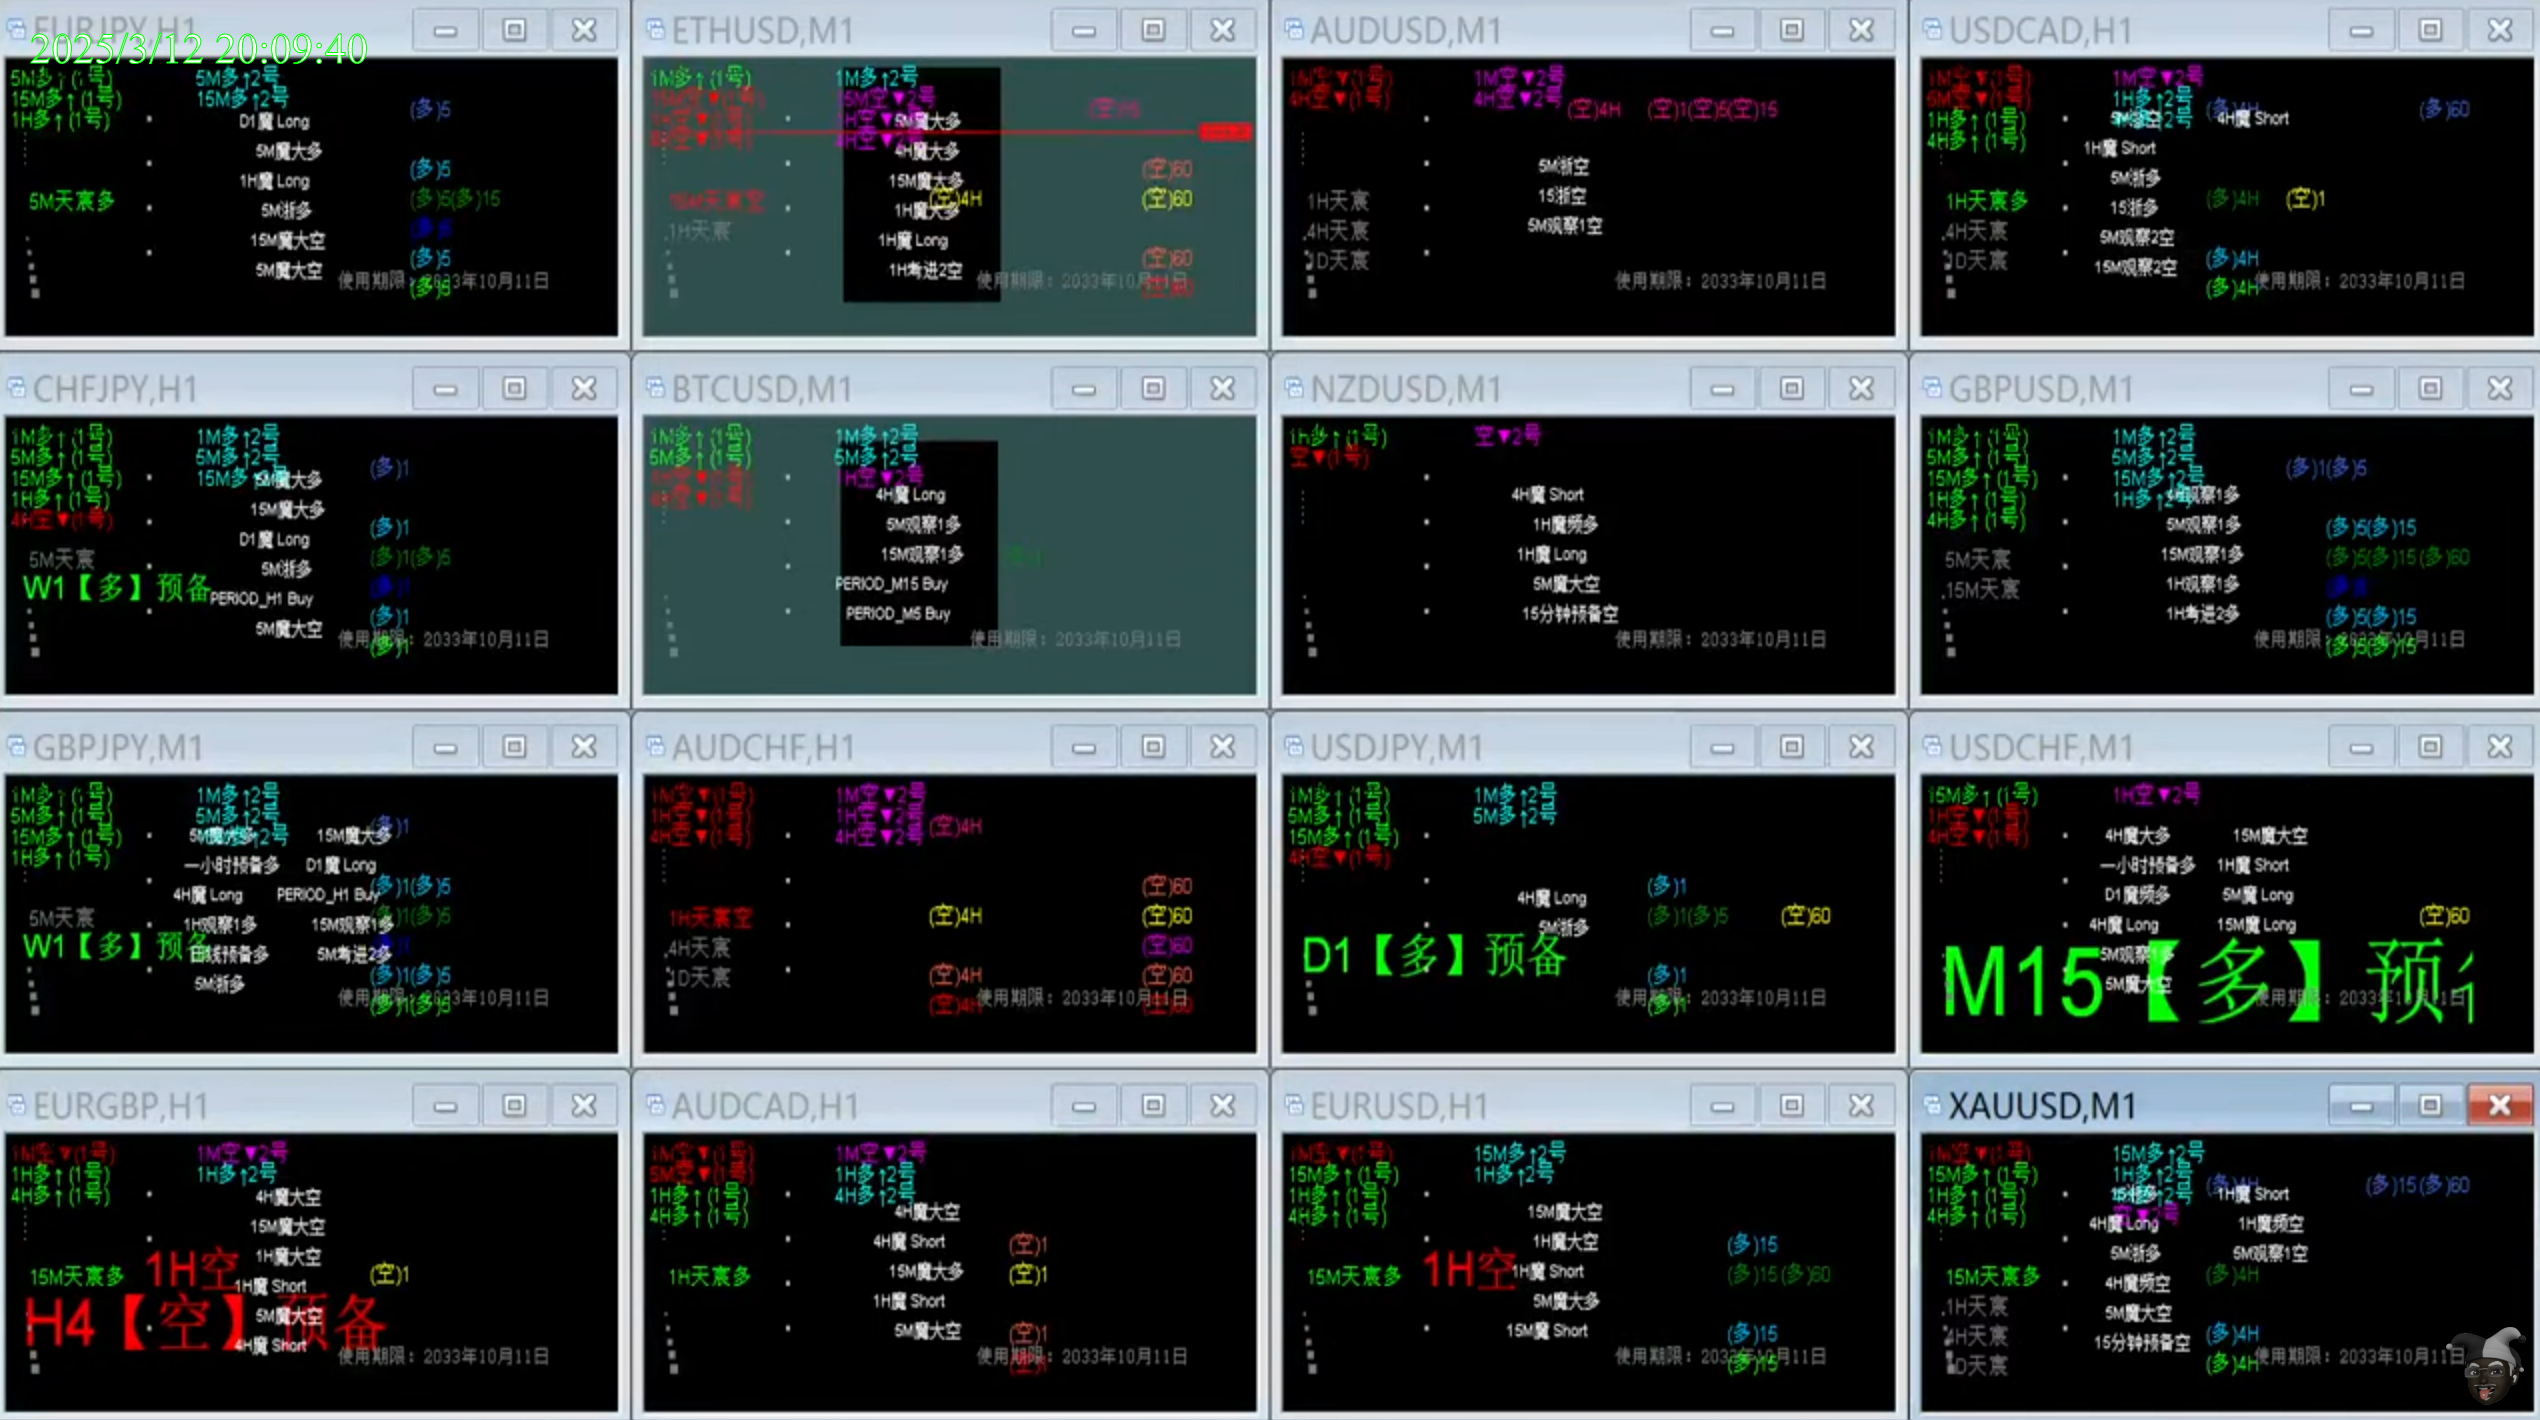 EURJPY,H1
2025/3/12 20:09:40
5M多↑(1号) 5M多↑2号
15M多↑(1号) 15M多↑2号 (多)5
1H多↑(1号) D1魔 Long
5M魔大多
1H魔 Long (多)5
5M天宸多 5M浙多 (多)5(多)15
15M魔大空
5M魔大空 (多)5
使用期限：2033年10月11日
(多)5
ETHUSD,M1
1M多↑(1号) 1M多↑2号
15M空▼(1号) 5M空▼2号 (空)15
1H空▼(1号) 1H空▼2号 5M魔大多
4H空▼(1号) 4H空▼2号 4H魔大多
15M魔大多 (空)60
15M天宸空 (空)4H (空)60
1H魔大多
.1H天宸 1H魔 Long
1H考进2空 (空)60
使用期限：2033年10月11日
AUDUSD,M1
1M空▼(1号) 1M空▼2号
4H空▼(1号) 4H空▼2号 (空)4H (空)1(空)5(空)15
5M浙空
1H天宸 15浙空
.4H天宸 5M观察1空
1D天宸
使用期限：2033年10月11日
USDCAD,H1
1M空▼(1号) 1M空▼2号
5M空▼(1号) 1H多↑2号 (多)4H (多)60
1H多↑(1号) 5M浙空 4H魔 Short
4H多↑(1号) 1H魔 Short
5M浙多
1H天宸多 15浙多 (多)4H (空)1
.4H天宸 5M观察2空
1D天宸 15M观察2空 (多)4H
使用期限：2033年10月11日
(多)4H
CHFJPY,H1
1M多↑(1号) 1M多↑2号
5M多↑(1号) 5M多↑2号 (多)1
15M多↑(1号) 15M多↑2号 5M魔大多
1H多↑(1号) 15M魔大多
4H空▼(1号) (多)1
D1魔 Long
5M天宸 5M浙多 (多)1(多)5
W1【多】预备 PERIOD_H1 Buy
5M魔大空 (多)1
使用期限：2033年10月11日
(多)1
BTCUSD,M1
1M多↑(1号) 1M多↑2号
5M多↑(1号) 5M多↑2号
1H空▼(1号) 1H空▼2号
4H空▼(1号) 4H魔 Long
5M观察1多
15M观察1多
PERIOD_M15 Buy
PERIOD_M5 Buy
使用期限：2033年10月11日
NZDUSD,M1
1H多↑(1号) 空▼2号
空▼(1号)
4H魔 Short
1H魔频多
1H魔 Long
5M魔大空
15分钟预备空
使用期限：2033年10月11日
GBPUSD,M1
1M多↑(1号) 1M多↑2号
5M多↑(1号) 5M多↑2号 (多)1(多)5
15M多↑(1号) 15M多↑2号
1H多↑(1号) 1H多↑2号 4H观察1多
4H多↑(1号) 5M观察1多 (多)5(多)15
5M天宸 15M观察1多 (多)5(多)15(多)60
.15M天宸 1H观察1多
1H考进2多 (多)5(多)15
使用期限：2033年10月11日
(多)5(多)15
GBPJPY,M1
1M多↑(1号) 1M多↑2号
5M多↑(1号) 5M多↑2号
15M多↑(1号) 5M魔大多 15M魔大多 (多)1
1H多↑(1号) 一小时预备多 D1魔 Long
4H魔 Long PERIOD_H1 Buy (多)1(多)5
5M天宸 1H观察1多 15M观察1多 (多)1(多)5
W1【多】预备 日线预备多 5M考进2多
5M浙多 (多)1(多)5
使用期限：2033年10月11日
(多)1(多)5
AUDCHF,H1
1M空▼(1号) 1M空▼2号
1H空▼(1号) 1H空▼2号
4H空▼(1号) 4H空▼2号 (空)4H
(空)60
1H天宸空 (空)4H (空)60
.4H天宸 (空)60
1D天宸 (空)4H (空)60
(空)4H 使用期限：2033年10月11日
(空)60
USDJPY,M1
1M多↑(1号) 1M多↑2号
5M多↑(1号) 5M多↑2号
15M多↑(1号)
4H空▼(1号)
4H魔 Long (多)1
5M浙多 (多)1(多)5 (空)60
D1【多】预备
(多)1
使用期限：2033年10月11日
(多)1
USDCHF,M1
15M多↑(1号) 1H空▼2号
1H空▼(1号)
4H空▼(1号) 4H魔大多 15M魔大空
一小时预备多 1H魔 Short
D1魔频多 5M魔 Long
4H魔 Long 15M魔 Long (空)60
5M观察1空
M15【多】预
5M魔大空
使用期限：2033年10月11日
EURGBP,H1
1M空▼(1号) 1M空▼2号
1H多↑(1号) 1H多↑2号
4H多↑(1号) 4H魔大空
15M魔大空
1H魔大空
15M天宸多 1H空 1H魔 Short (空)1
H4【空】预备 5M魔大空
4H魔 Short
使用期限：2033年10月11日
AUDCAD,H1
1M空▼(1号) 1M空▼2号
5M空▼(1号) 1H多↑2号
1H多↑(1号) 4H多↑2号
4H多↑(1号) 4H魔大空
4H魔 Short (空)1
1H天宸多 15M魔大多 (空)1
1H魔 Short
5M魔大空 (空)1
使用期限：2033年10月11日
EURUSD,H1
1M空▼(1号) 15M多↑2号
15M多↑(1号) 1H多↑2号
1H多↑(1号)
4H多↑(1号) 15M魔大空
1H魔大空 (多)15
15M天宸多 1H空 1H魔 Short (多)15(多)60
5M魔大多
15M魔 Short (多)15
使用期限：2033年10月11日
(多)15
XAUUSD,M1
1M空▼(1号) 15M多↑2号
15M多↑(1号) 1H多↑2号 (多)4H (多)15(多)60
1H多↑(1号) 15浙多 1H魔 Short
4H多↑(1号) 空▼2号
4H魔 Long 1H魔频空
5M浙多 5M观察1空
15M天宸多 4H魔频空 (多)4H
.1H天宸 5M魔大空
4H天宸 15分钟预备空 (多)4H
1D天宸 (多)4H 使用期限：2033年10月11日